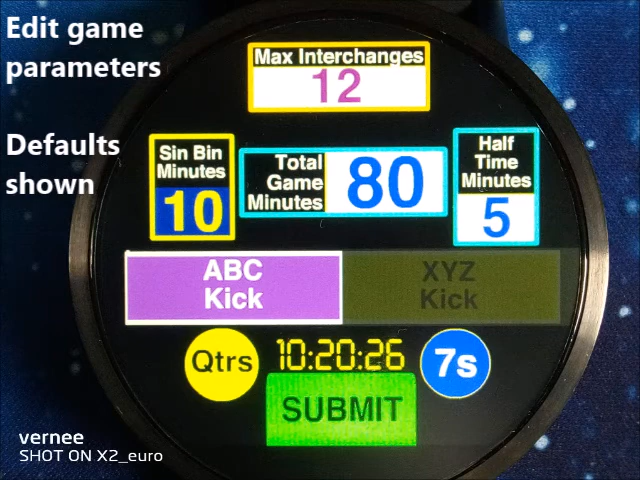 Edit game
parameters
Max Interchanges
12
Defaults
shown
Sin Bin
Minutes
10
Total
Game
Minutes
80
Half
Time
Minutes
5
ABC
Kick
XYZ
Kick
Qtrs
10:20:26
7s
SUBMIT
vernee
SHOT ON X2_euro